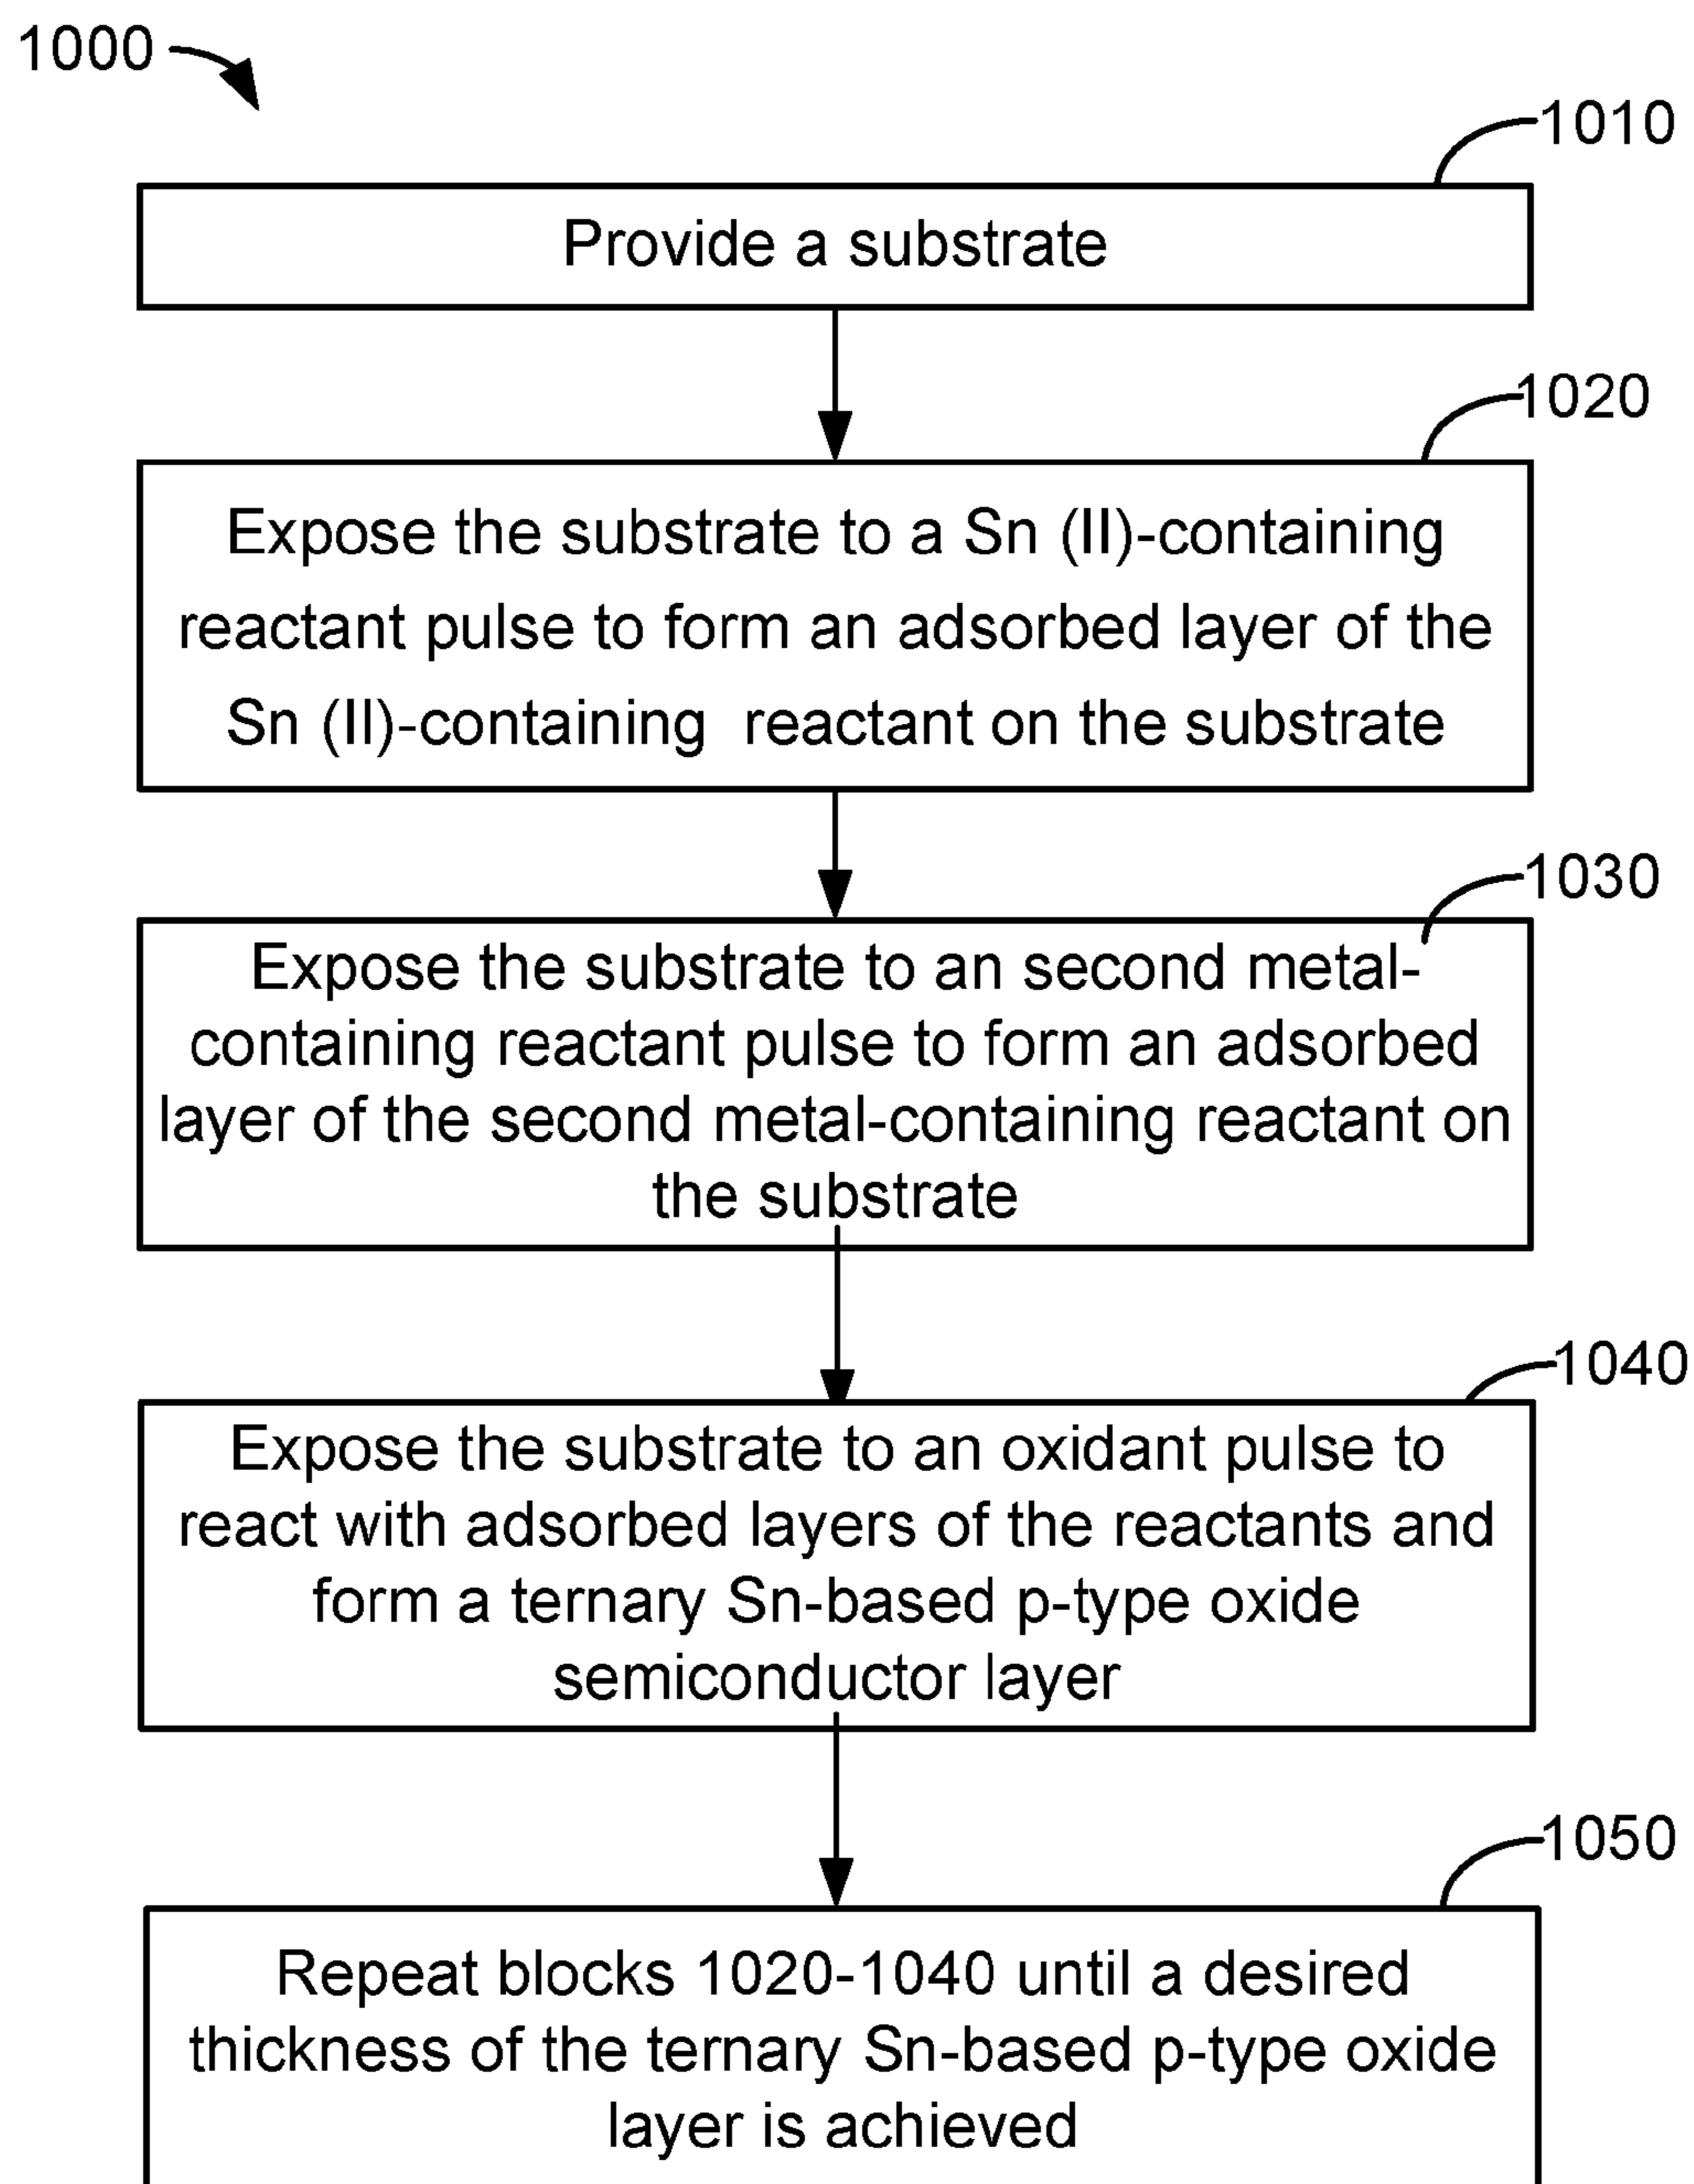 1000
1010
Provide a substrate
1020
Expose the substrate to a Sn (II)-containing
reactant pulse to form an adsorbed layer of the
Sn (II)-containing reactant on the substrate
1030
Expose the substrate to an second metal-
containing reactant pulse to form an adsorbed
layer of the second metal-containing reactant on
the substrate
1040
Expose the substrate to an oxidant pulse to
react with adsorbed layers of the reactants and
form a ternary Sn-based p-type oxide
semiconductor layer
1050
Repeat blocks 1020-1040 until a desired
thickness of the ternary Sn-based p-type oxide
layer is achieved